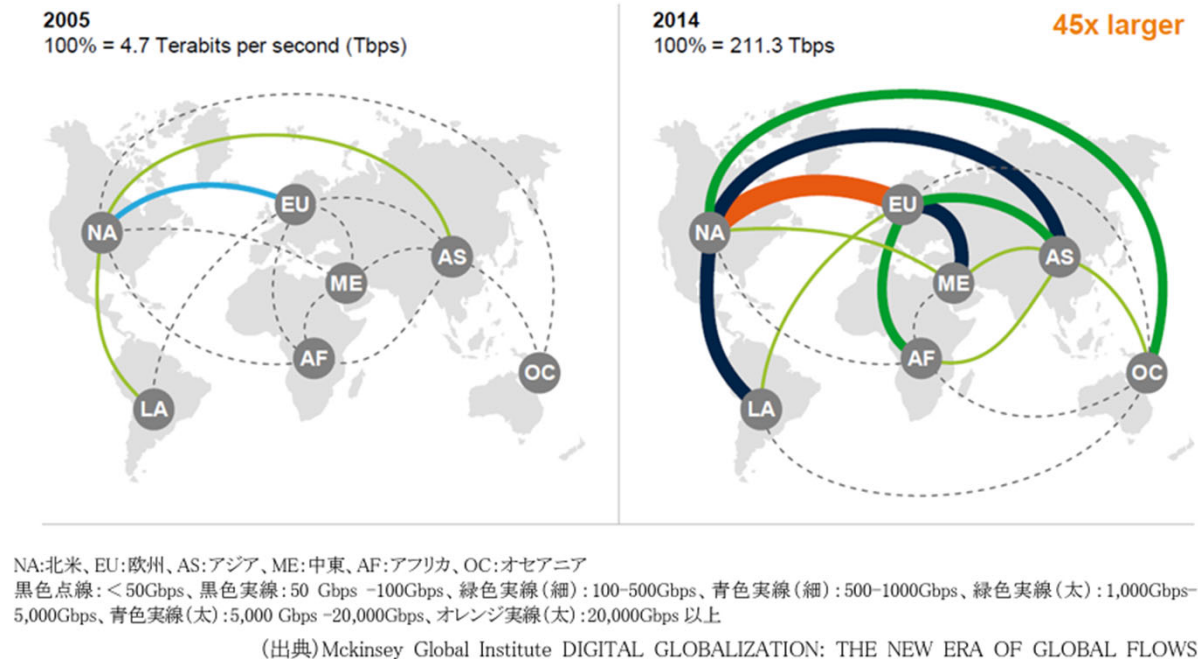 2005
100% = 4.7 Terabits per second (Tbps)
NA
EU
AS
ME
AF
OC
LA
2014
45x larger
100% = 211.3 Tbps
NA
EU
AS
ME
AF
OC
LA
NA:北米、EU:欧州、AS:アジア、ME:中東、AF:アフリカ、OC:オセアニア
黒色点線:<50Gbps、黒色実線:50 Gbps -100Gbps、緑色実線(細):100-500Gbps、青色実線(細):500-1000Gbps、緑色実線(太):1,000Gbps-
5,000Gbps、青色実線(太):5,000 Gbps -20,000Gbps、オレンジ実線(太):20,000Gbps 以上
(出典)Mckinsey Global Institute DIGITAL GLOBALIZATION: THE NEW ERA OF GLOBAL FLOWS